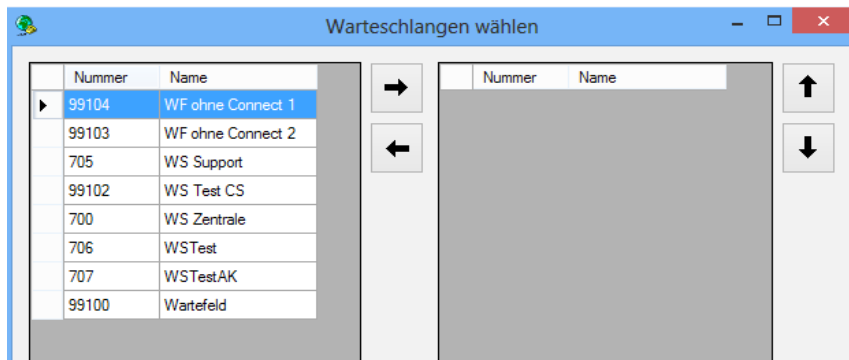 Warteschlangen wählen
Nummer Name
99104 WF ohne Connect 1
99103 WF ohne Connect 2
705 WS Support
99102 WS Test CS
700 WS Zentrale
706 WSTest
707 WSTestAK
99100 Wartefeld
Nummer Name